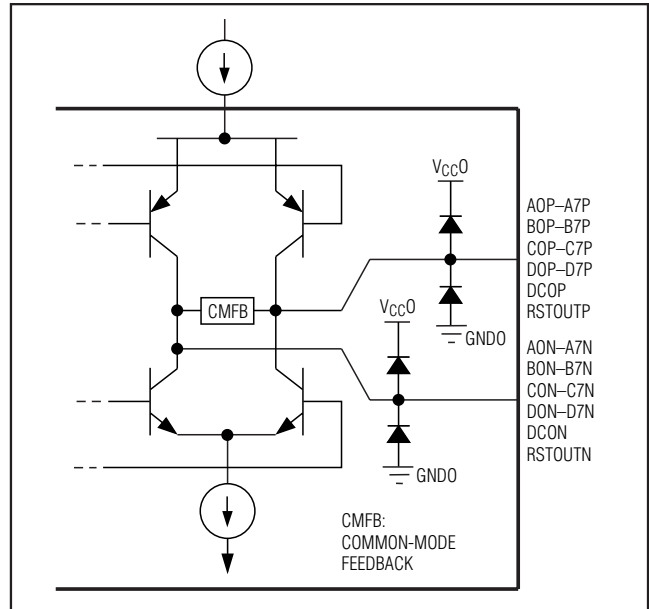 VCCO
AOP–A7P
BOP–B7P
COP–C7P
DOP–D7P
DCOP
RSTOUTP
GNDO
CMFB
VCCO
AON–A7N
BON–B7N
CON–C7N
DON–D7N
DCON
RSTOUTN
GNDO
CMFB:
COMMON-MODE
FEEDBACK